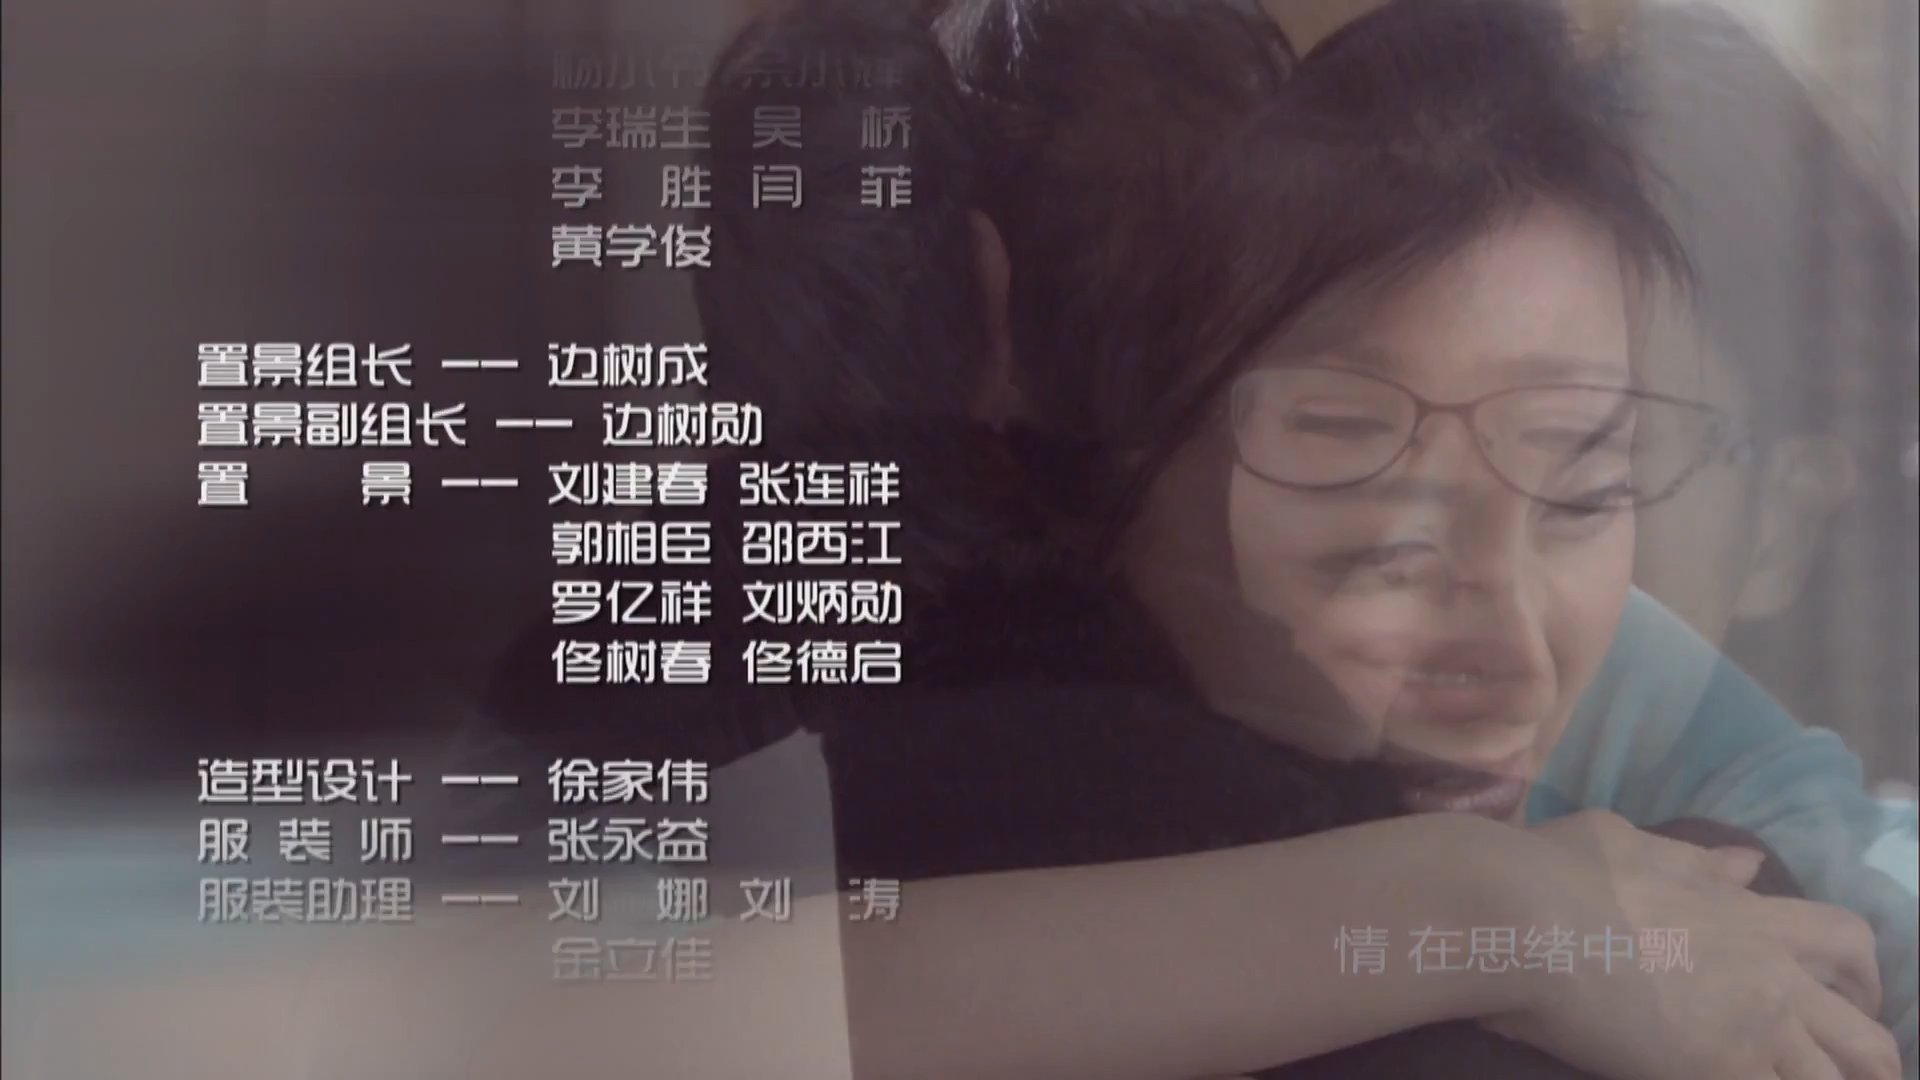 李瑞生 吴 桥
李 胜 闫 菲
黄学俊
置景组长 —— 边树成
置景副组长 —— 边树勋
置 景 —— 刘建春 张连祥
郭相臣 邵西江
罗亿祥 刘炳勋
佟树春 佟德启
造型设计 —— 徐家伟
服 装 师 —— 张永益
服装助理 —— 刘 娜 刘 涛
金立佳
情 在思绪中飘